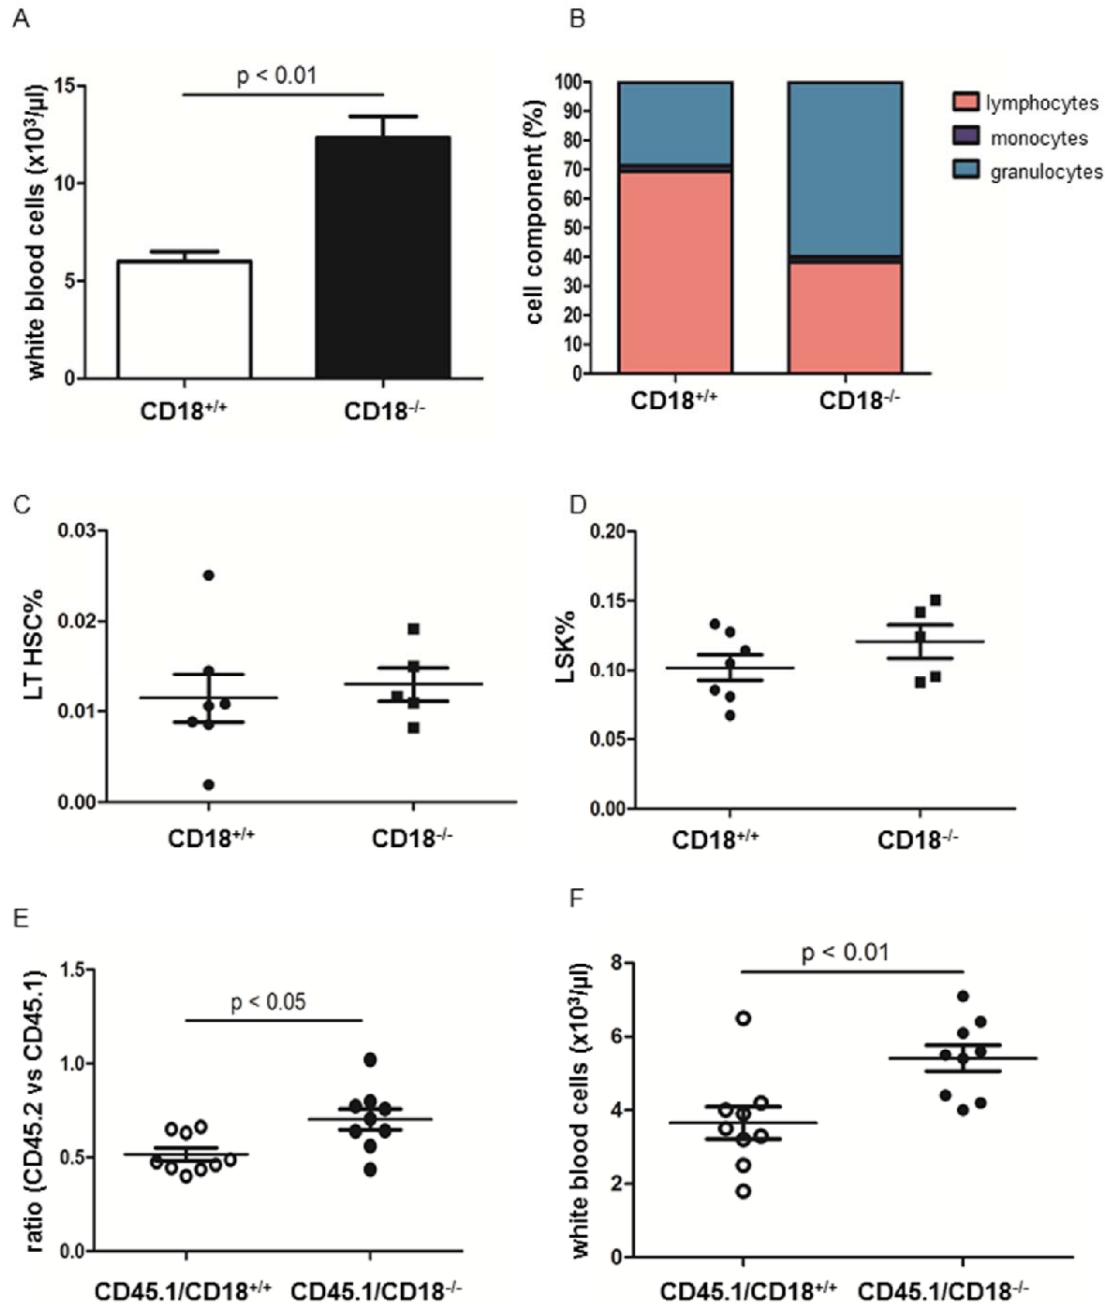 A
p < 0.01
white blood cells (x10³/µl)
15
10
5
0
CD18⁺/⁺
CD18⁻/⁻
B
cell component (%)
100
90
80
70
60
50
40
30
20
10
0
CD18⁺/⁺
CD18⁻/⁻
lymphocytes
monocytes
granulocytes
C
LT HSC%
0.03
0.02
0.01
0.00
CD18⁺/⁺
CD18⁻/⁻
D
LSK%
0.20
0.15
0.10
0.05
0.00
CD18⁺/⁺
CD18⁻/⁻
E
ratio (CD45.2 vs CD45.1)
1.5
1.0
0.5
0.0
p < 0.05
CD45.1/CD18⁺/⁺
CD45.1/CD18⁻/⁻
F
white blood cells (x10³/µl)
8
6
4
2
0
p < 0.01
CD45.1/CD18⁺/⁺
CD45.1/CD18⁻/⁻